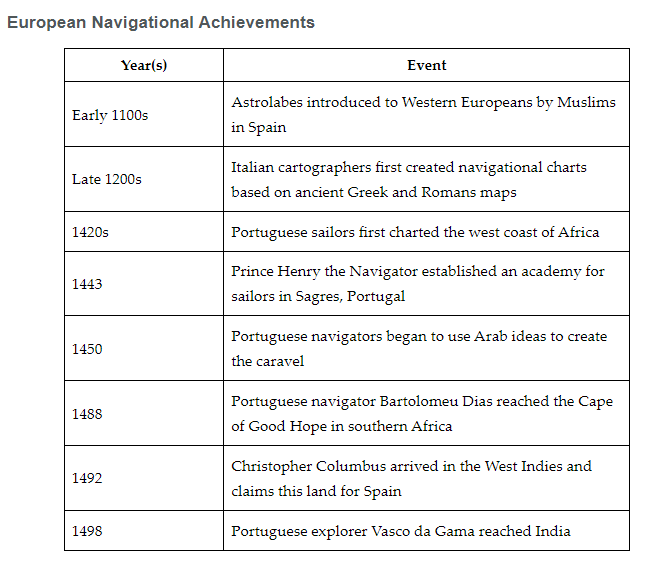 European Navigational Achievements
Year(s) Event
Early 1100s
Astrolabes introduced to Western Europeans by Muslims
in Spain
Late 1200s
Italian cartographers first created navigational charts
based on ancient Greek and Romans maps
1420s
Portuguese sailors first charted the west coast of Africa
1443
Prince Henry the Navigator established an academy for
sailors in Sagres, Portugal
1450
Portuguese navigators began to use Arab ideas to create
the caravel
1488
Portuguese navigator Bartolomeu Dias reached the Cape
of Good Hope in southern Africa
1492
Christopher Columbus arrived in the West Indies and
claims this land for Spain
1498
Portuguese explorer Vasco da Gama reached India